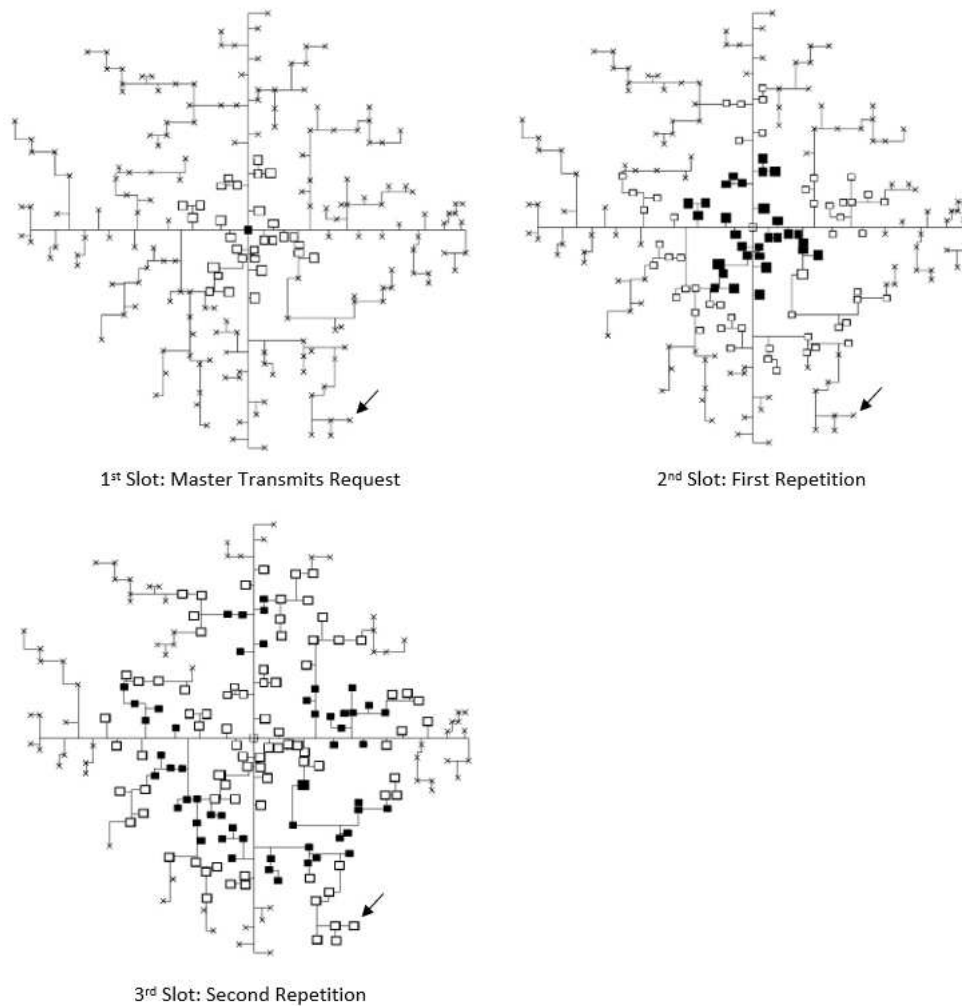 1st Slot: Master Transmits Request
2nd Slot: First Repetition
3rd Slot: Second Repetition